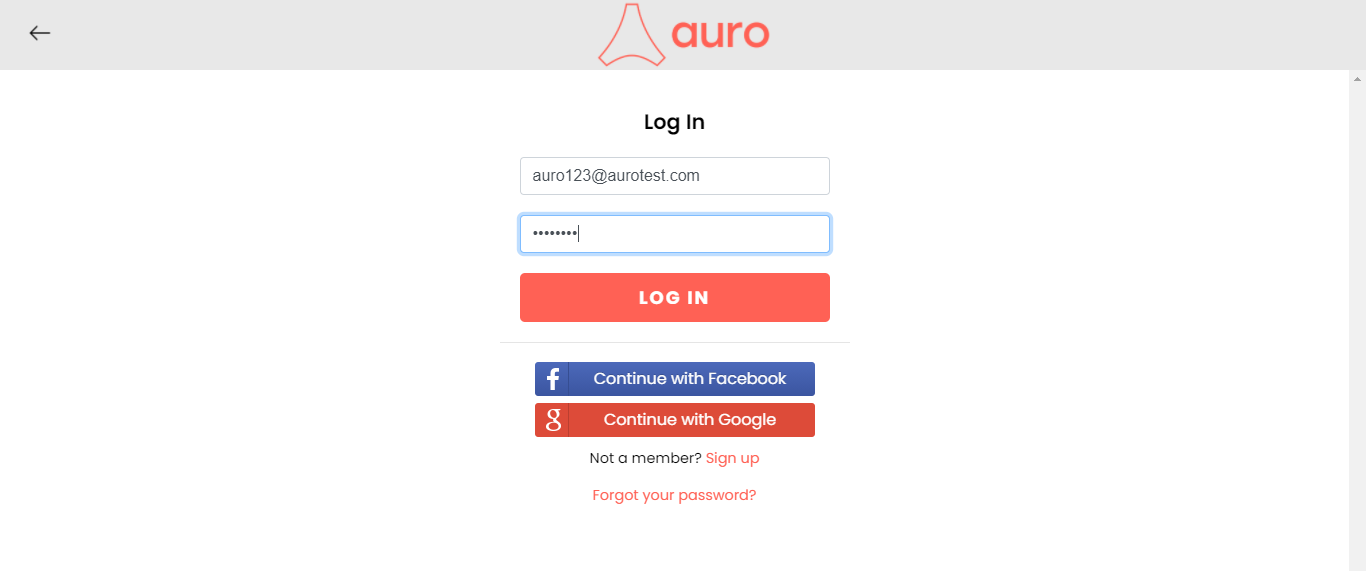 auro
Log In
auro123@aurotest.com
••••••••
LOG IN
f Continue with Facebook
g Continue with Google
Not a member? Sign up
Forgot your password?